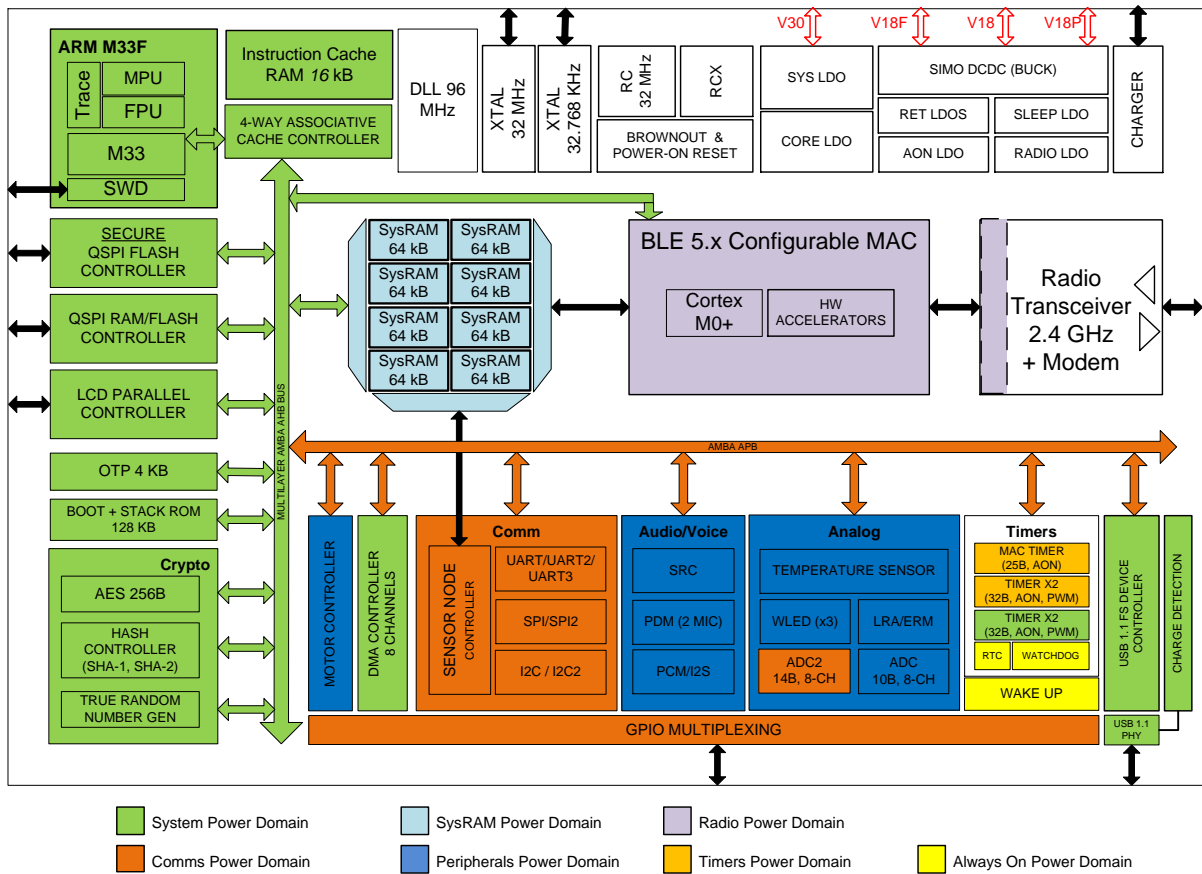 V30
V18F
V18
V18P
ARM M33F
Trace
MPU
FPU
M33
SWD
Instruction Cache
RAM 16 kB
4-WAY ASSOCIATIVE
CACHE CONTROLLER
DLL 96
MHz
XTAL
32 MHz
XTAL
32.768 KHz
RC
32 MHz
RCX
BROWNOUT &
POWER-ON RESET
SYS LDO
CORE LDO
SIMO DCDC (BUCK)
RET LDOS
SLEEP LDO
AON LDO
RADIO LDO
CHARGER
SECURE
QSPI FLASH
CONTROLLER
QSPI RAM/FLASH
CONTROLLER
LCD PARALLEL
CONTROLLER
OTP 4 KB
BOOT + STACK ROM
128 KB
Crypto
AES 256B
HASH
CONTROLLER
(SHA-1, SHA-2)
TRUE RANDOM
NUMBER GEN
MULTILAYER AMBA AHB BUS
SysRAM
64 kB
SysRAM
64 kB
SysRAM
64 kB
SysRAM
64 kB
SysRAM
64 kB
SysRAM
64 kB
SysRAM
64 kB
SysRAM
64 kB
BLE 5.x Configurable MAC
Cortex
M0+
HW
ACCELERATORS
Radio
Transceiver
2.4 GHz
+ Modem
AMBA APB
MOTOR CONTROLLER
DMA CONTROLLER
8 CHANNELS
Comm
SENSOR NODE
CONTROLLER
UART/UART2/
UART3
SPI/SPI2
I2C / I2C2
Audio/Voice
SRC
PDM (2 MIC)
PCM/I2S
Analog
TEMPERATURE SENSOR
WLED (x3)
LRA/ERM
ADC2
14B, 8-CH
ADC
10B, 8-CH
Timers
MAC TIMER
(25B, AON)
TIMER X2
(32B, AON, PWM)
TIMER X2
(32B, AON, PWM)
RTC
WATCHDOG
WAKE UP
USB 1.1 FS DEVICE
CONTROLLER
CHARGE DETECTION
GPIO MULTIPLEXING
USB 1.1
PHY
System Power Domain
SysRAM Power Domain
Radio Power Domain
Comms Power Domain
Peripherals Power Domain
Timers Power Domain
Always On Power Domain